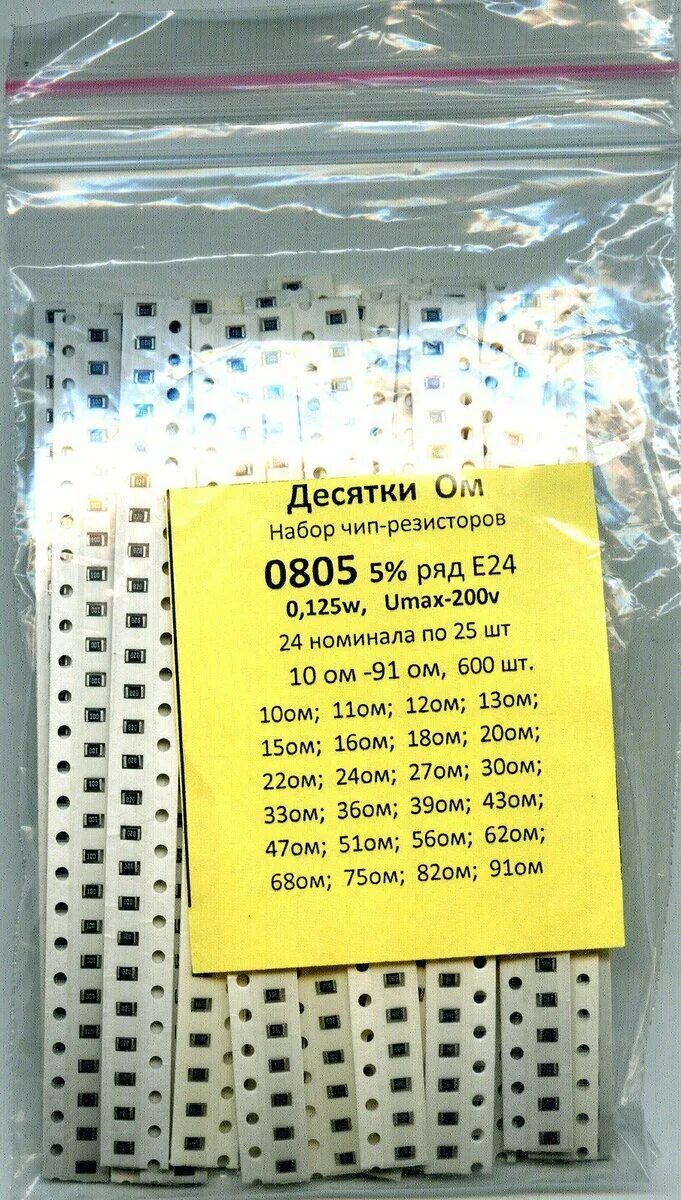 Десятки Ом
Набор чип-резисторов
0805 5% ряд Е24
0,125w, Umax-200v
24 номинала по 25 шт
10 ом -91 ом, 600 шт.
10ом; 11ом; 12ом; 13ом;
15ом; 16ом; 18ом; 20ом;
22ом; 24ом; 27ом; 30ом;
33ом; 36ом; 39ом; 43ом;
47ом; 51ом; 56ом; 62ом;
68ом; 75ом; 82ом; 91ом